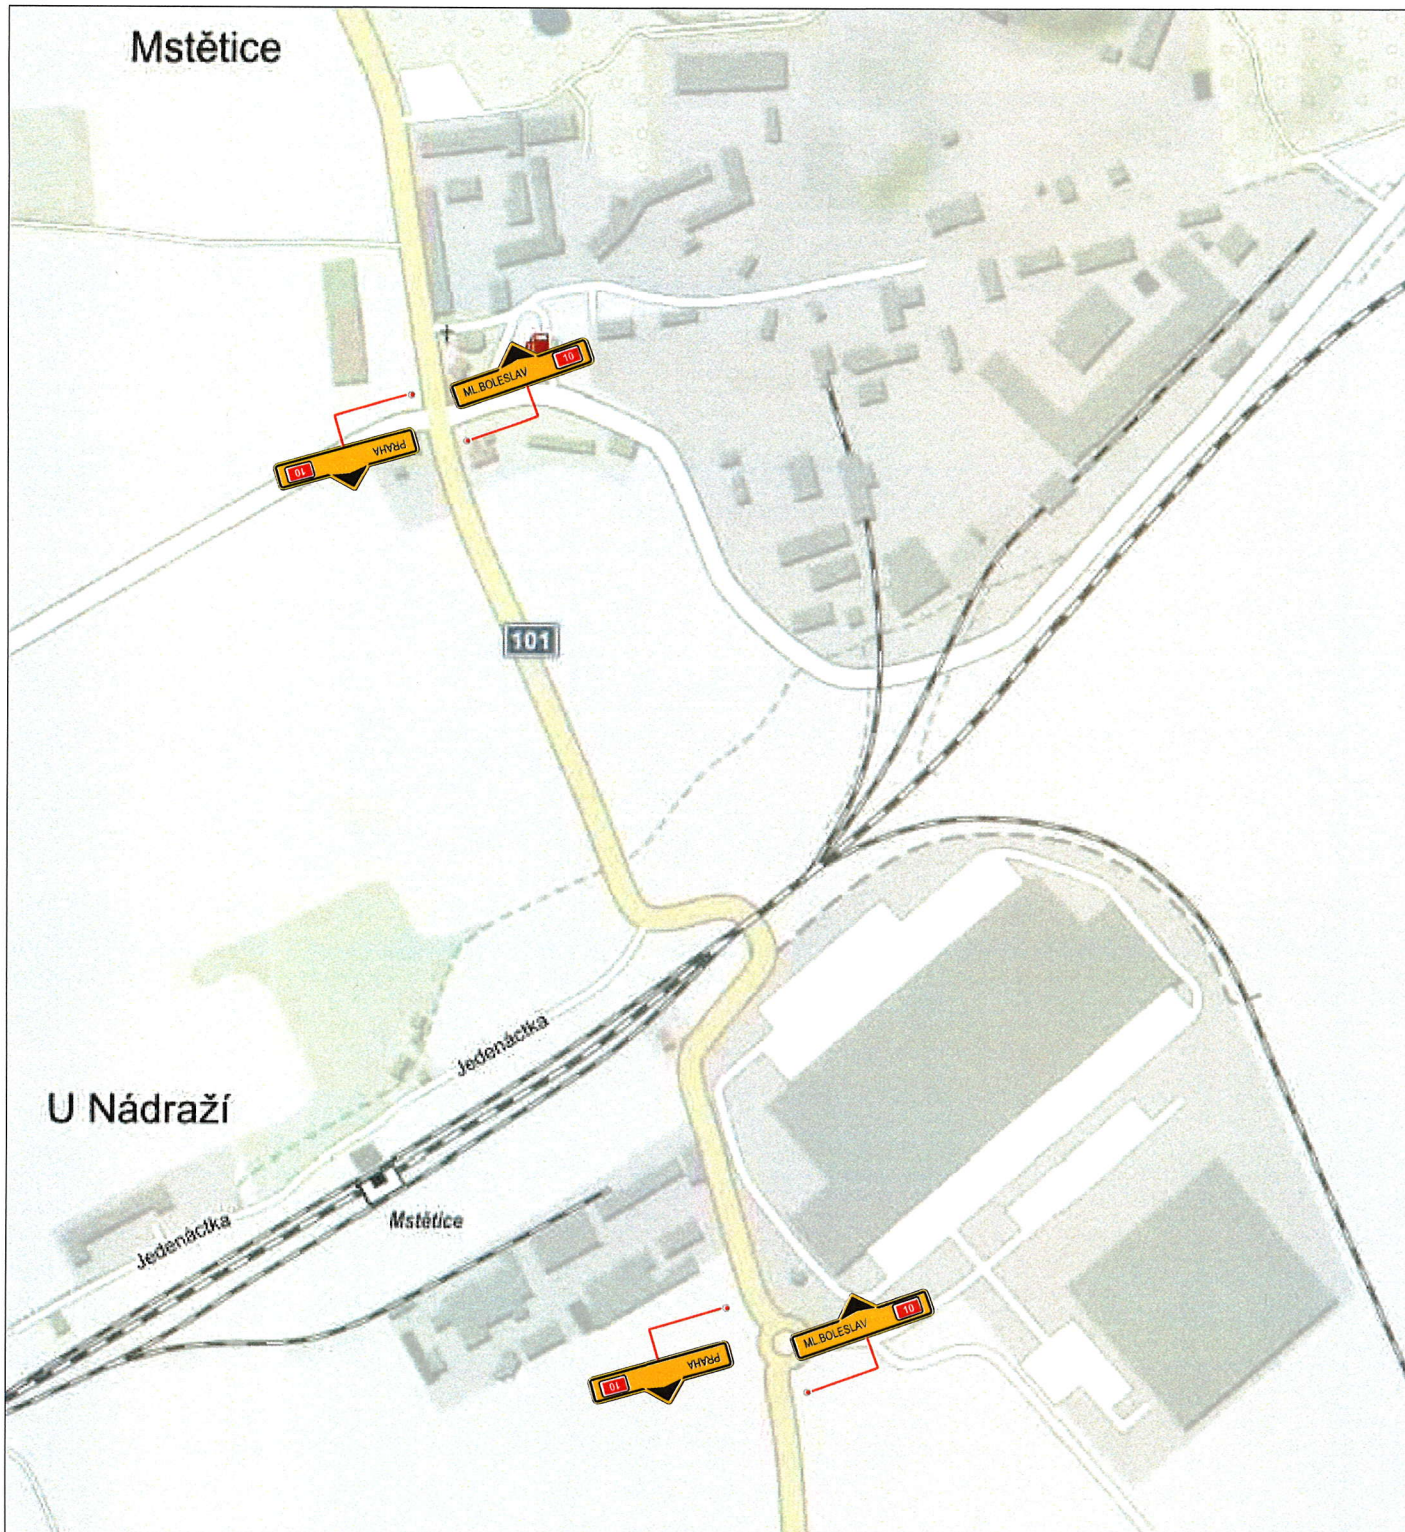 Mstětice
ML.BOLESLAV 10
10 PRAHA
101
Jedenáctka
U Nádraží
Mstětice
Jedenáctka
ML.BOLESLAV 10
10 PRAHA